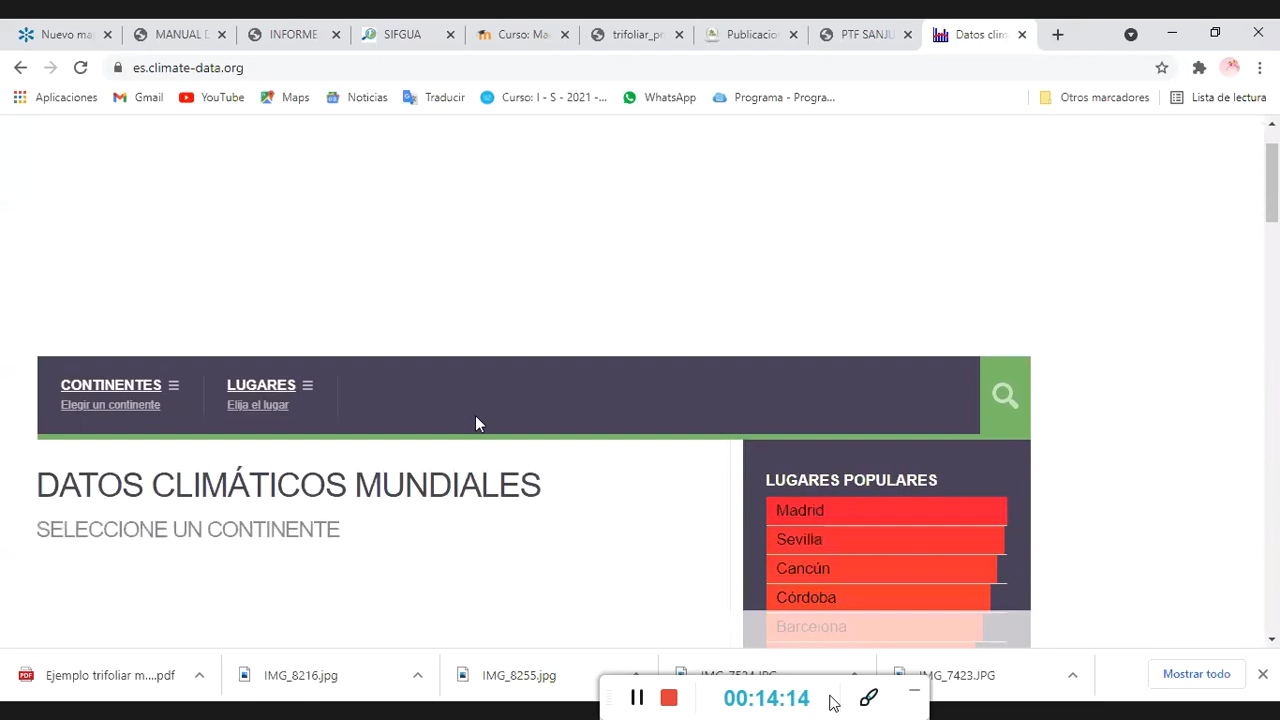 Nuevo ma
MANUAL D
INFORME
SIFGUA
Curso: Ma
trifoliar_pr
Publicacio
PTF SANJU
Datos clim
es.climate-data.org
Aplicaciones
Gmail
YouTube
Maps
Noticias
Traducir
Curso: I - S - 2021 -...
WhatsApp
Programa - Progra...
Otros marcadores
Lista de lectura
CONTINENTES
Elegir un continente
LUGARES
Elija el lugar
DATOS CLIMÁTICOS MUNDIALES
SELECCIONE UN CONTINENTE
LUGARES POPULARES
Madrid
Sevilla
Cancún
Córdoba
Barcelona
Ejemplo trifoliar m....pdf
IMG_8216.jpg
IMG_8255.jpg
IMG_7423.JPG
Mostrar todo
00:14:14